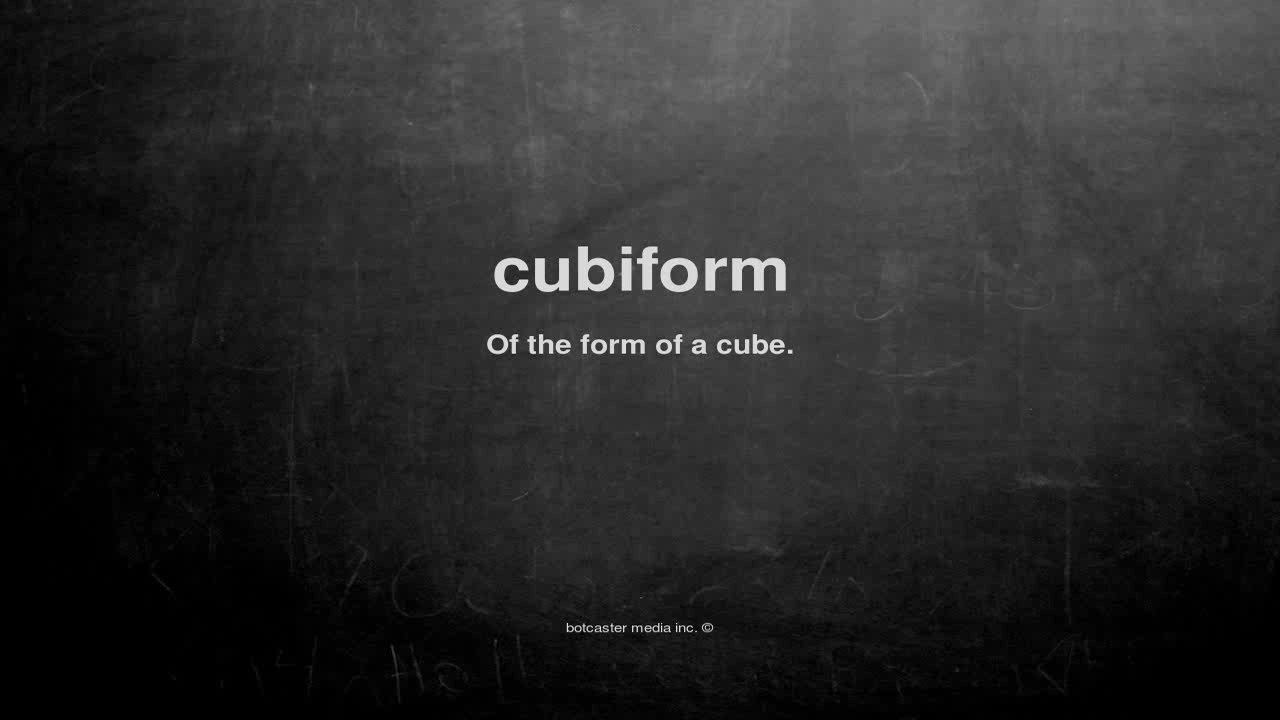 cubiform
Of the form of a cube.
botcaster media inc. ©